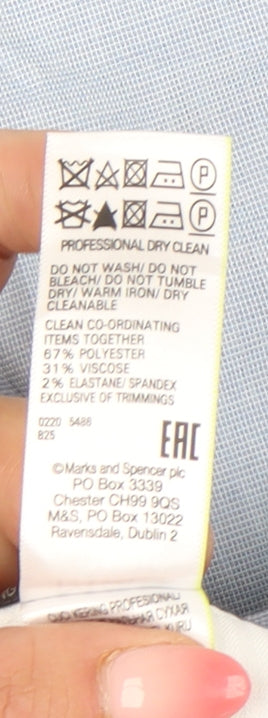 P
P
PROFESSIONAL DRY CLEAN
DO NOT WASH/ DO NOT
BLEACH/ DO NOT TUMBLE
DRY/ WARM IRON/ DRY
CLEANABLE
CLEAN CO-ORDINATING
ITEMS TOGETHER
67% POLYESTER
31% VISCOSE
2% ELASTANE/ SPANDEX
EXCLUSIVE OF TRIMMINGS
0220 5486
825
EAC
©Marks and Spencer plc
PO Box 3339
Chester CH99 9QS
M&S, PO Box 13022
Ravensdale, Dublin 2